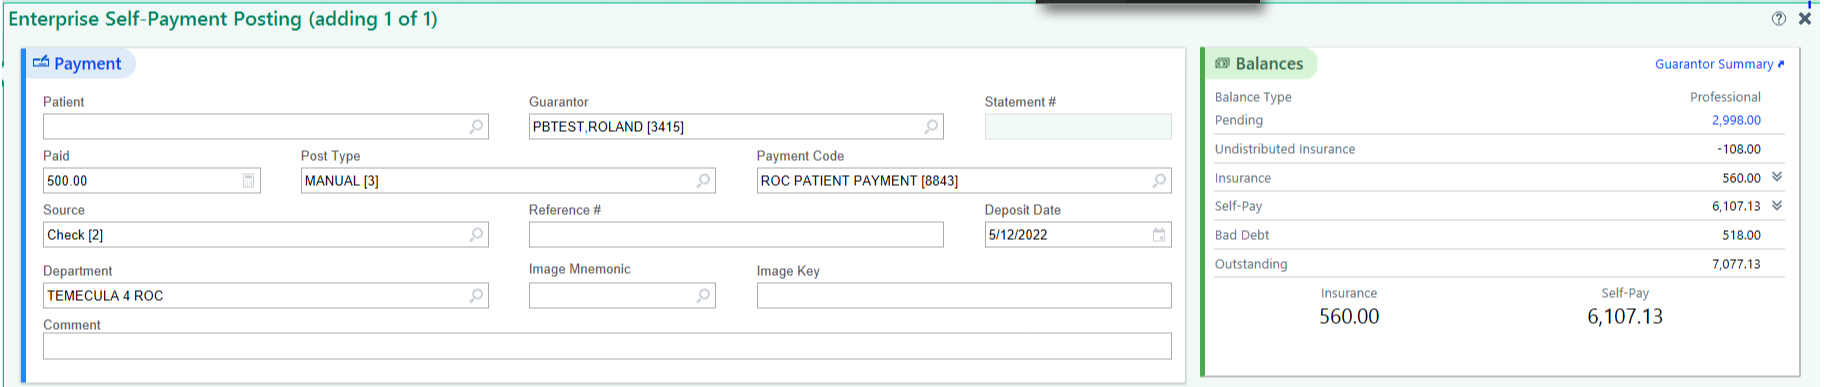 Enterprise Self-Payment Posting (adding 1 of 1)
Payment
Patient Guarantor Statement #
PBTEST,ROLAND [3415]
Paid Post Type Payment Code
500.00 MANUAL [3] ROC PATIENT PAYMENT [8843]
Source Reference # Deposit Date
Check [2] 5/12/2022
Department Image Mnemonic Image Key
TEMECULA 4 ROC
Comment
Balances Guarantor Summary
Balance Type Professional
Pending 2,998.00
Undistributed Insurance -108.00
Insurance 560.00
Self-Pay 6,107.13
Bad Debt 518.00
Outstanding 7,077.13
Insurance Self-Pay
560.00 6,107.13